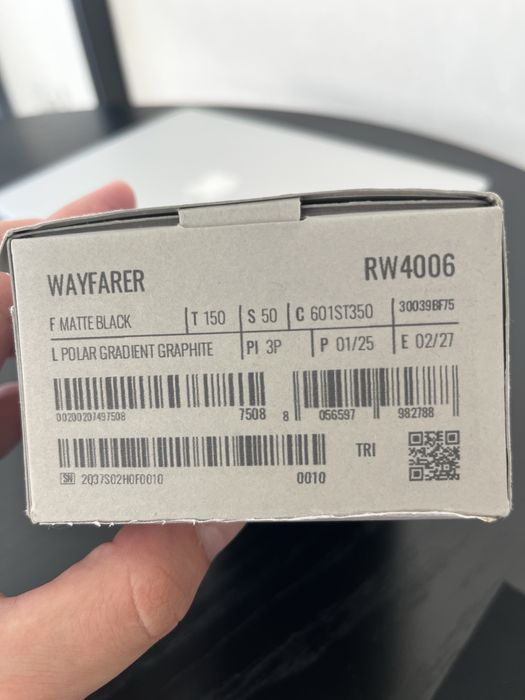 WAYFARER RW4006
F MATTE BLACK T 150 S 50 C 601ST350 30039BF75
L POLAR GRADIENT GRAPHITE PI 3P P 01/25 E 02/27
00200207497508 7508 8 056597 982788
SN 2Q37S02H0F0010 0010 TRI